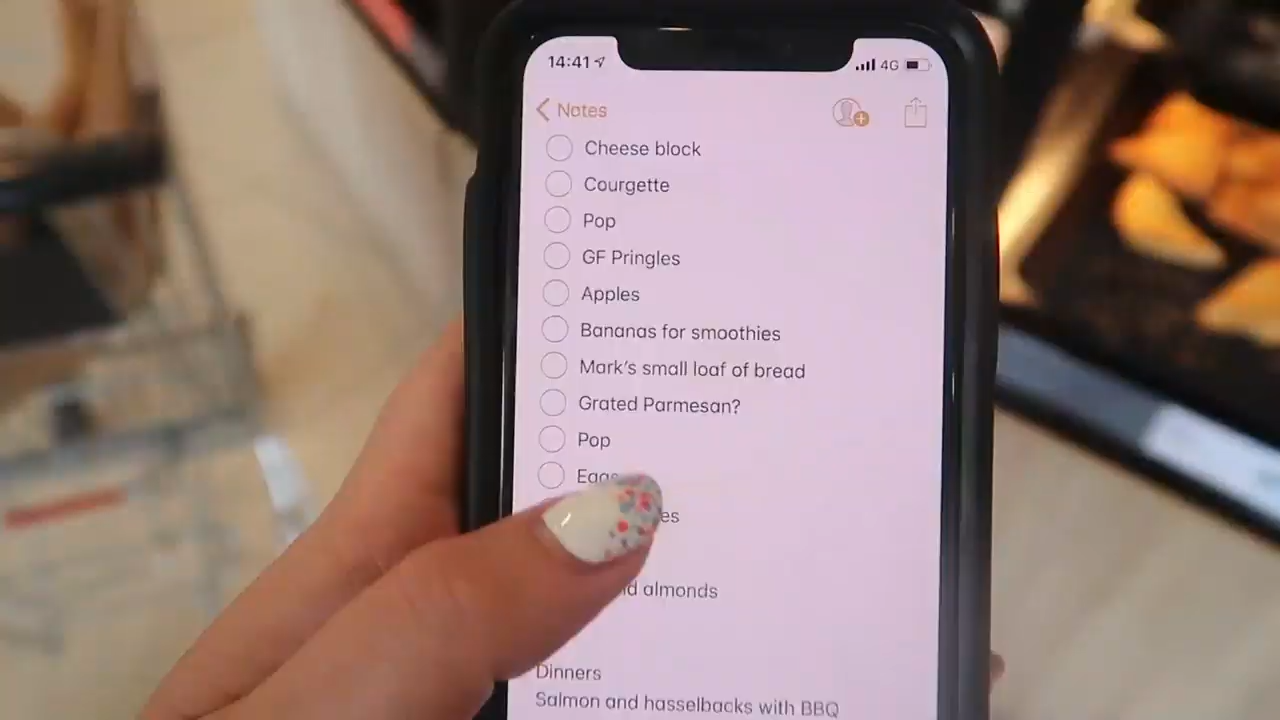 14:41
4G
Notes
Cheese block
Courgette
Pop
GF Pringles
Apples
Bananas for smoothies
Mark's small loaf of bread
Grated Parmesan?
Pop
almonds
Dinners
Salmon and hasselbacks with BBQ